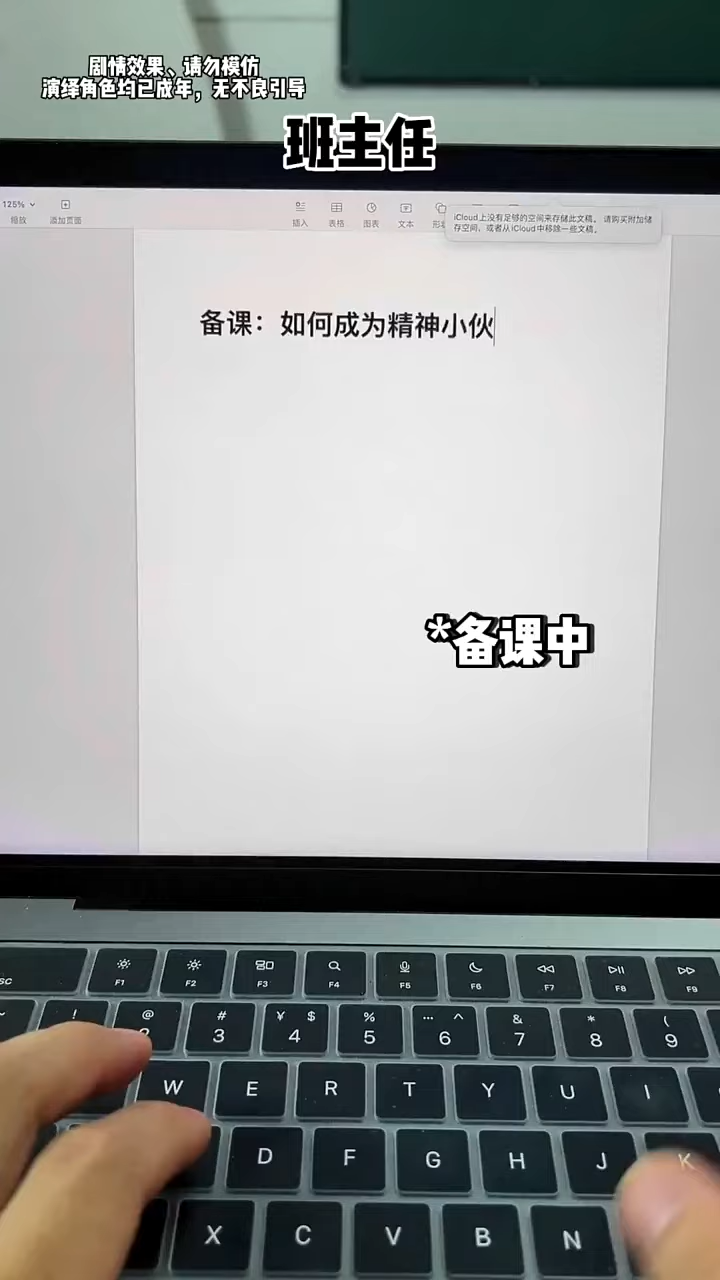 剧情效果、请勿模仿
演绎角色均已成年，无不良引导
班主任
125%
缩放
添加页面
插入
表格
图表
文本
iCloud上没有足够的空间来存储此文稿。请购买附加储
存空间，或者从iCloud中移除一些文稿。
备课：如何成为精神小伙
*备课中
F1
F2
F3
F4
F5
F6
F7
F8
F9
!
@
2
#
3
¥ $
4
%
5
… ^
6
&
7
*
8
(
9
W
E
R
T
Y
U
I
D
F
G
H
J
K
X
C
V
B
N